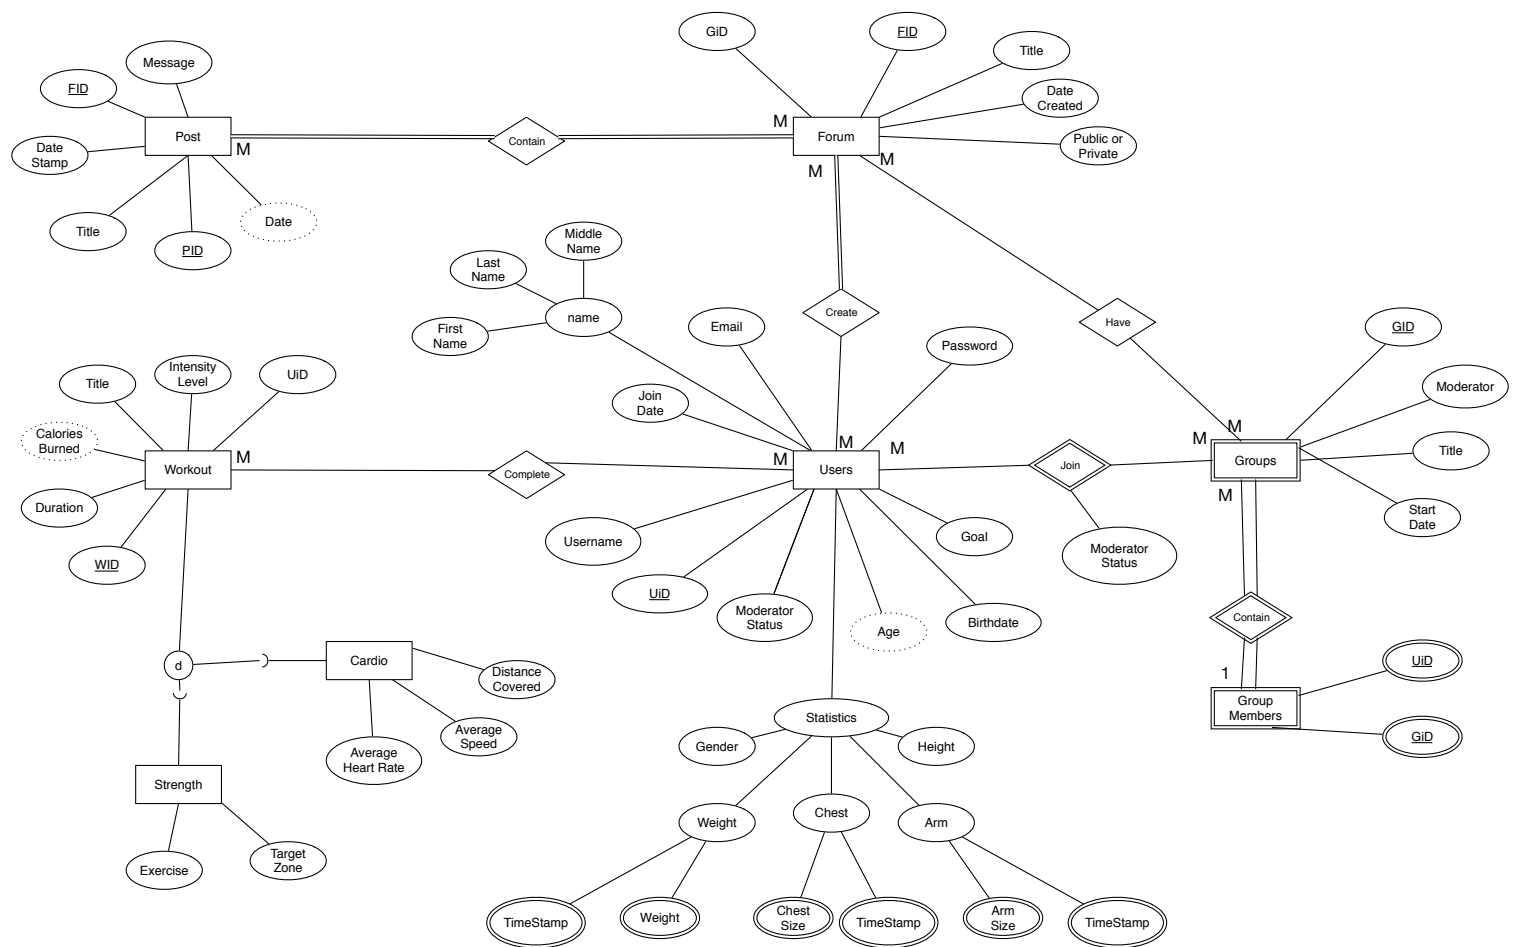 GiD
FID
Title
Date
Created
Public or
Private
Message
FID
Date
Stamp
Title
PID
Date
Post
M
Contain
M
Forum
M
M
Middle
Name
Last
Name
First
Name
name
Email
Create
Password
Have
GID
Moderator
Title
Start
Date
Join
Date
Title
Intensity
Level
UiD
Calories
Burned
Workout
M
Duration
WID
Complete
M
Users
M
M
Join
M
M
Groups
M
Moderator
Status
Username
UiD
Moderator
Status
Age
Birthdate
Goal
Contain
1
Group
Members
UiD
GiD
d
Cardio
Distance
Covered
Average
Speed
Average
Heart Rate
Strength
Exercise
Target
Zone
Statistics
Gender
Height
Weight
Chest
Arm
TimeStamp
Weight
Chest
Size
TimeStamp
Arm
Size
TimeStamp